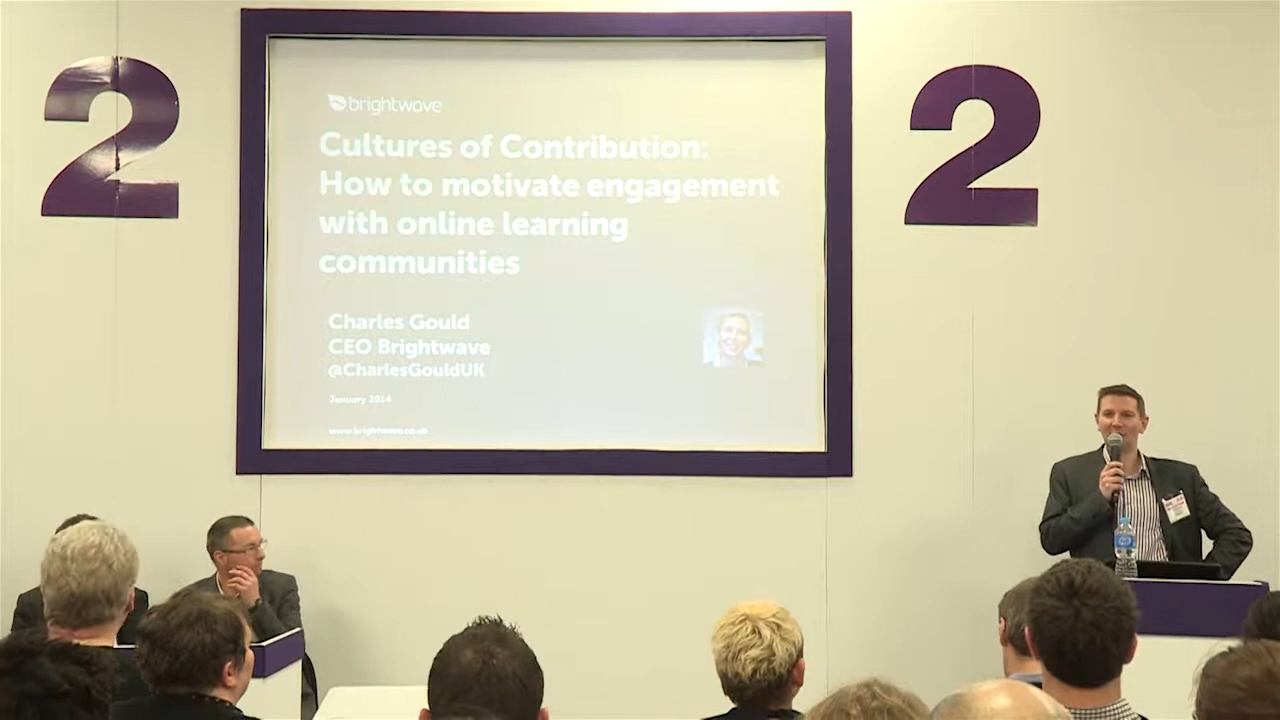 2
2
brightwave
Cultures of Contribution:
How to motivate engagement
with online learning
communities
Charles Gould
CEO Brightwave
@CharlesGouldUK
January 2014
www.brightwave.co.uk